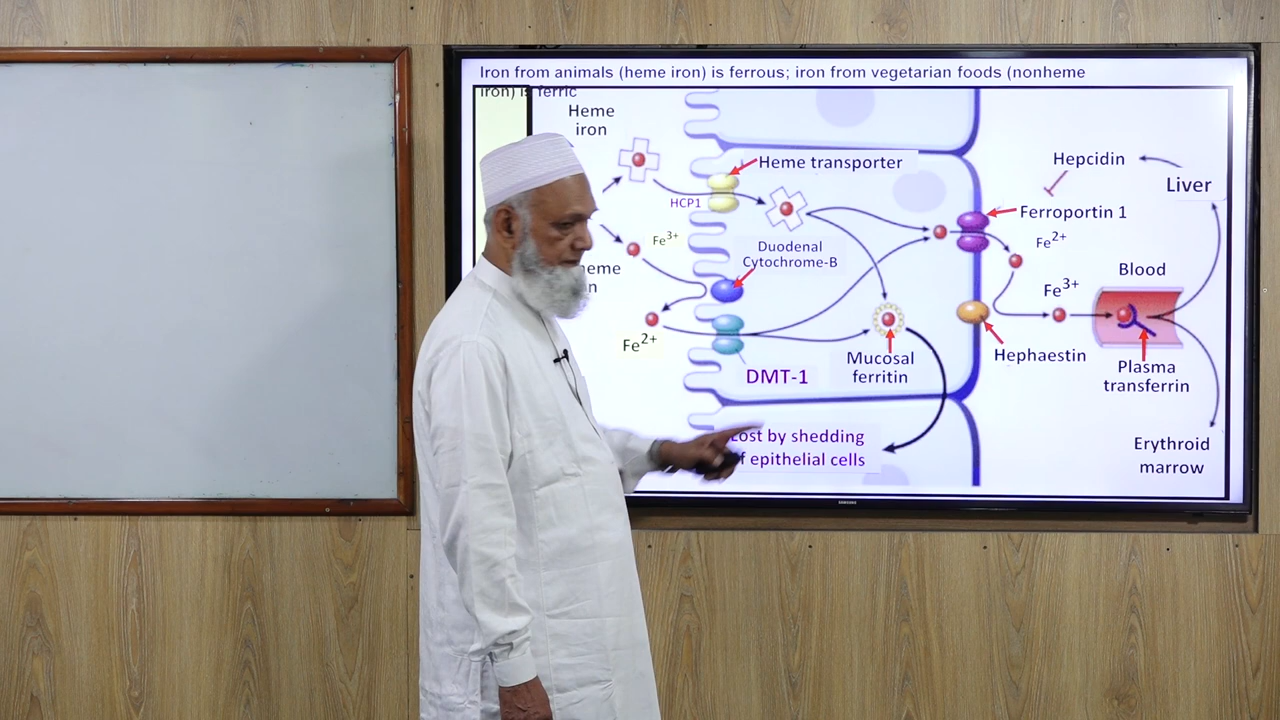 Iron from animals (heme iron) is ferrous; iron from vegetarian foods (nonheme
iron) is ferric
Heme
iron
Heme transporter
HCP1
Hepcidin
Liver
Ferroportin 1
Fe3+
Fe2+
Duodenal
Cytochrome-B
Blood
Fe3+
Fe2+
Mucosal
ferritin
Hephaestin
Plasma
transferrin
DMT-1
Lost by shedding
epithelial cells
Erythroid
marrow
SAMSUNG